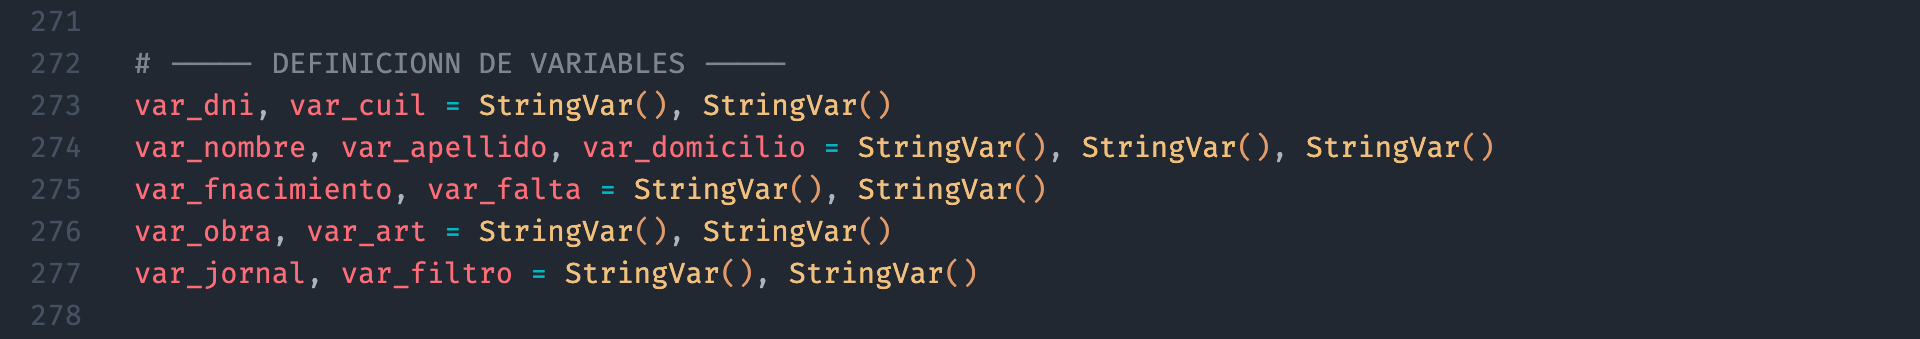 271
272 # ----- DEFINICIONN DE VARIABLES -----
273 var_dni, var_cuil = StringVar(), StringVar()
274 var_nombre, var_apellido, var_domicilio = StringVar(), StringVar(), StringVar()
275 var_fnacimiento, var_falta = StringVar(), StringVar()
276 var_obra, var_art = StringVar(), StringVar()
277 var_jornal, var_filtro = StringVar(), StringVar()
278